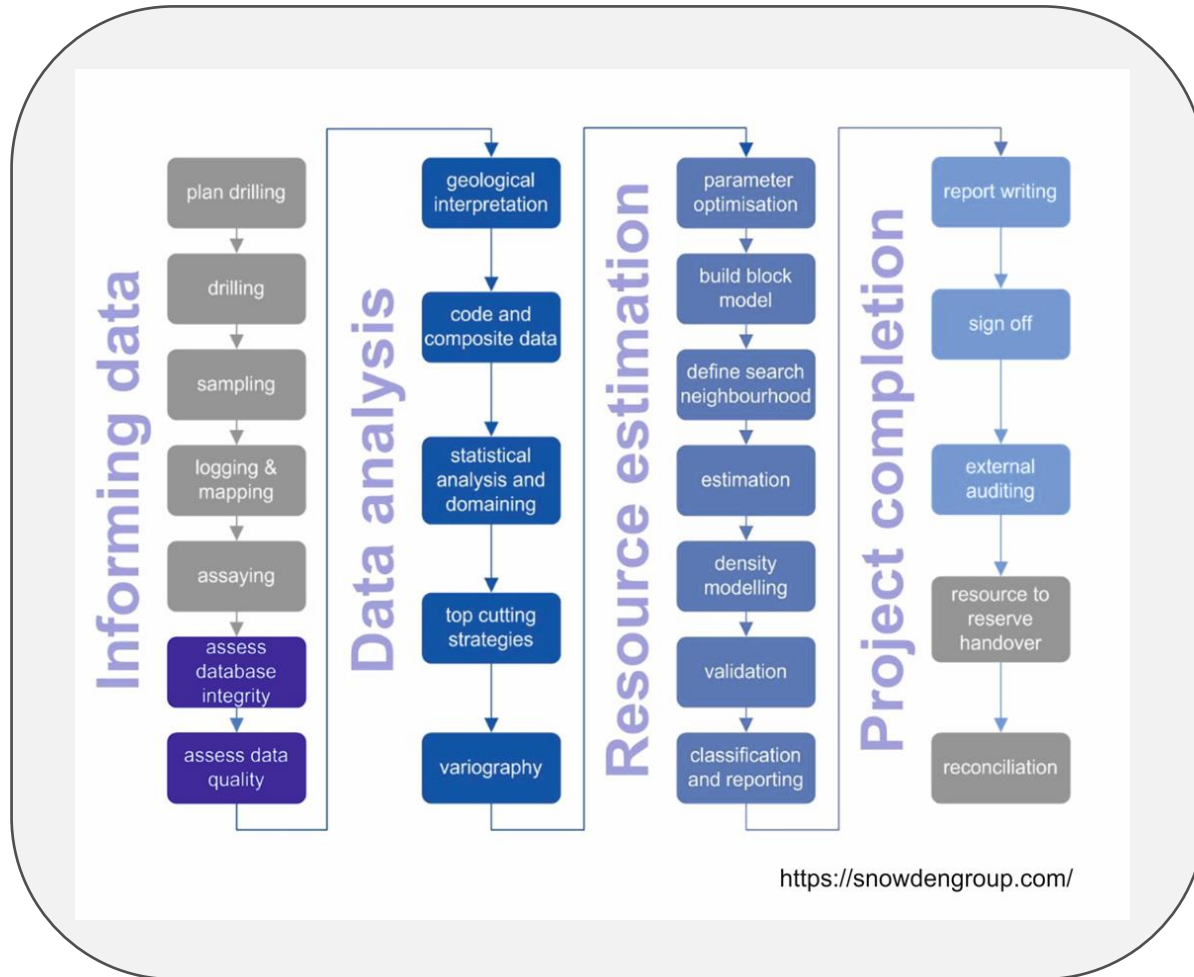 Informing data
plan drilling
drilling
sampling
logging &
mapping
assaying
assess
database
integrity
assess data
quality
Data analysis
geological
interpretation
code and
composite data
statistical
analysis and
domaining
top cutting
strategies
variography
Resource estimation
parameter
optimisation
build block
model
define search
neighbourhood
estimation
density
modelling
validation
classification
and reporting
Project completion
report writing
sign off
external
auditing
resource to
reserve
handover
reconciliation
https://snowdengroup.com/